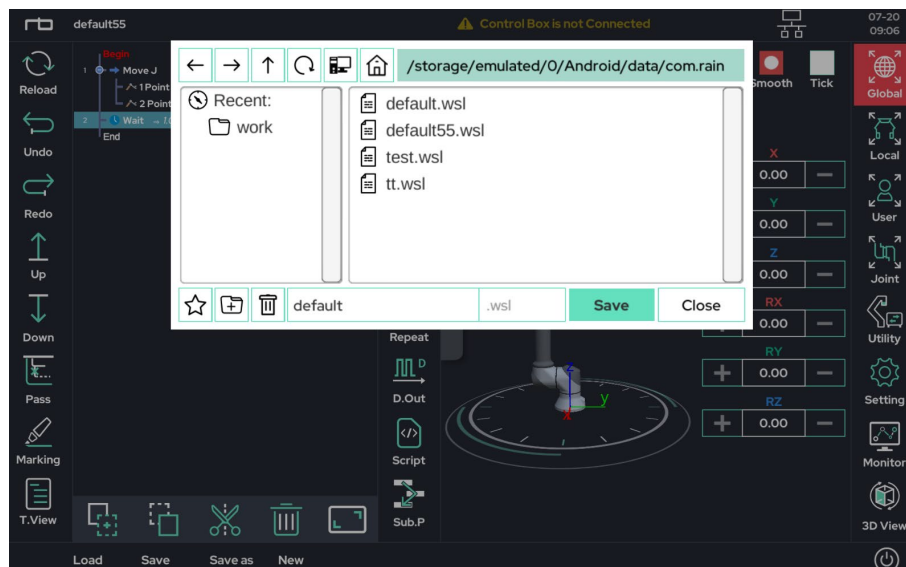 default55
Control Box is not Connected
07-20
09:06
Reload
Undo
Redo
Up
Down
Pass
Marking
T.View
Begin
1 Move J
1 Point
2 Point
2 Wait
End
/storage/emulated/0/Android/data/com.rain
Recent:
work
default.wsl
default55.wsl
test.wsl
tt.wsl
default
.wsl
Save
Close
Repeat
D
D.Out
Script
Sub.P
Smooth
Tick
X
0.00
Y
0.00
Z
0.00
RX
0.00
RY
0.00
RZ
0.00
z
y
x
Global
Local
User
Joint
Utility
Setting
Monitor
3D View
Load
Save
Save as
New